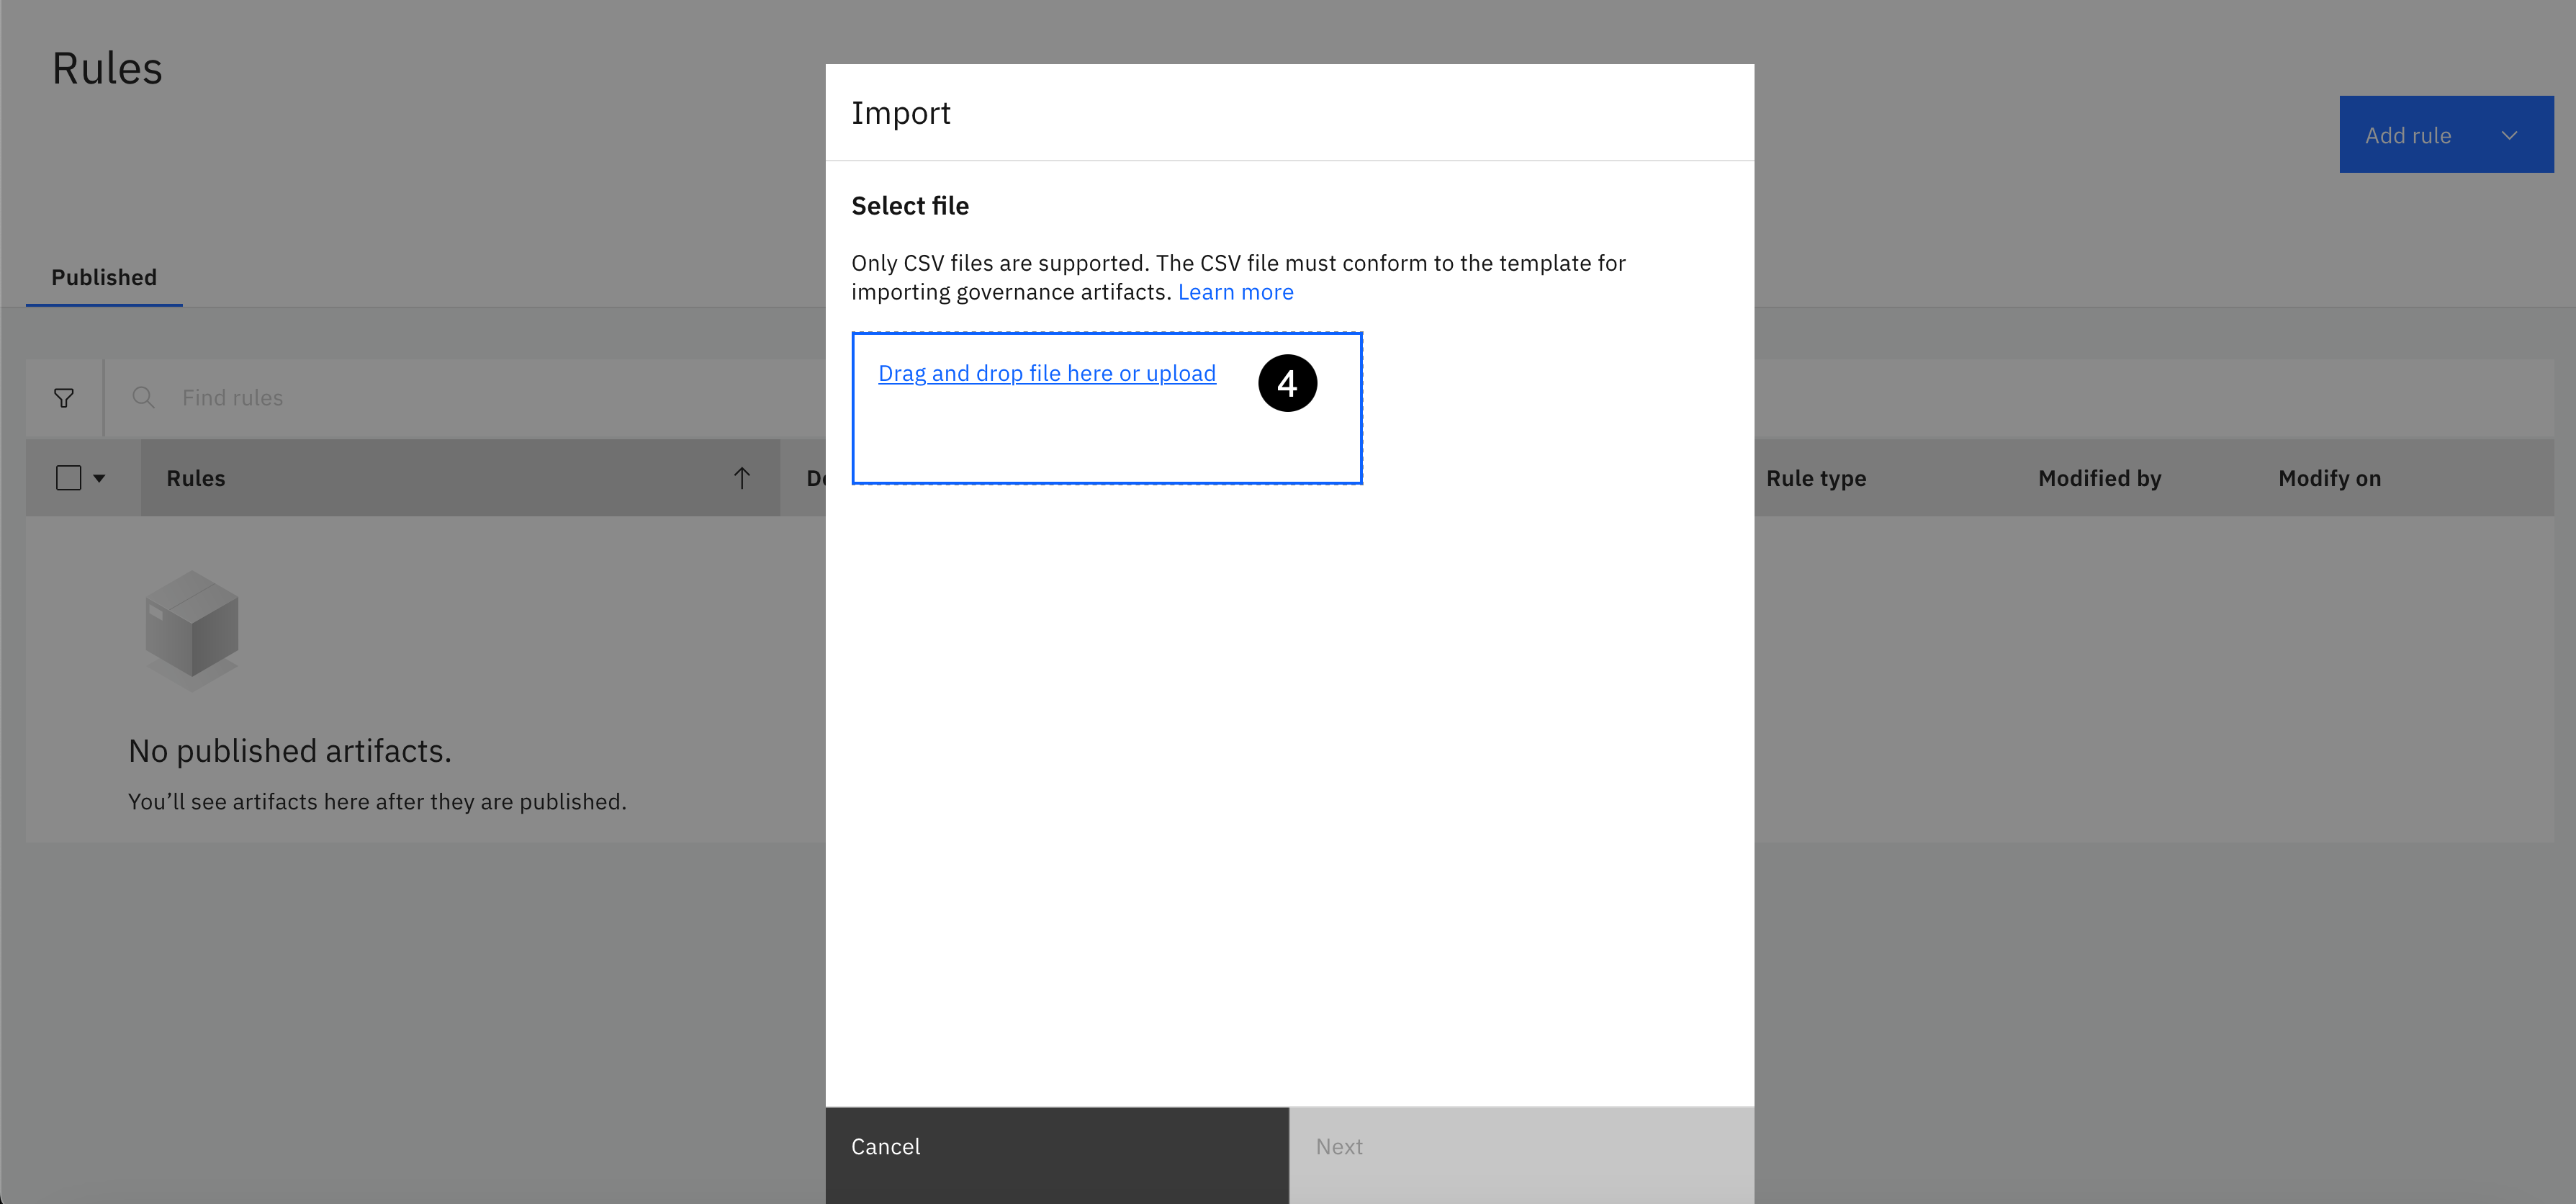 Rules
Add rule
Published
Find rules
Rules
Rule type
Modified by
Modify on
No published artifacts.
You’ll see artifacts here after they are published.
Import
Select file
Only CSV files are supported. The CSV file must conform to the template for
importing governance artifacts. Learn more
Drag and drop file here or upload
4
Cancel
Next